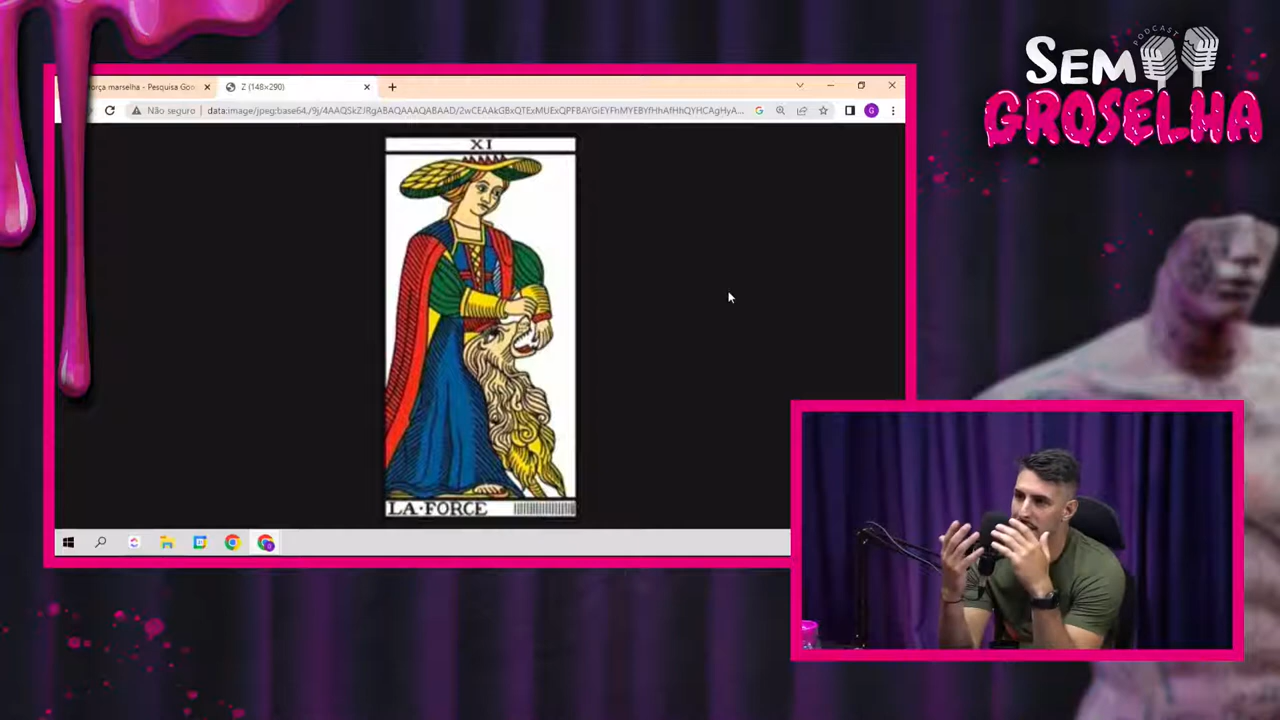 PODCAST
SEM
GROSELHA
força marselha - Pesquisa Goo
Z (148×290)
Não seguro
XI
LA·FORCE